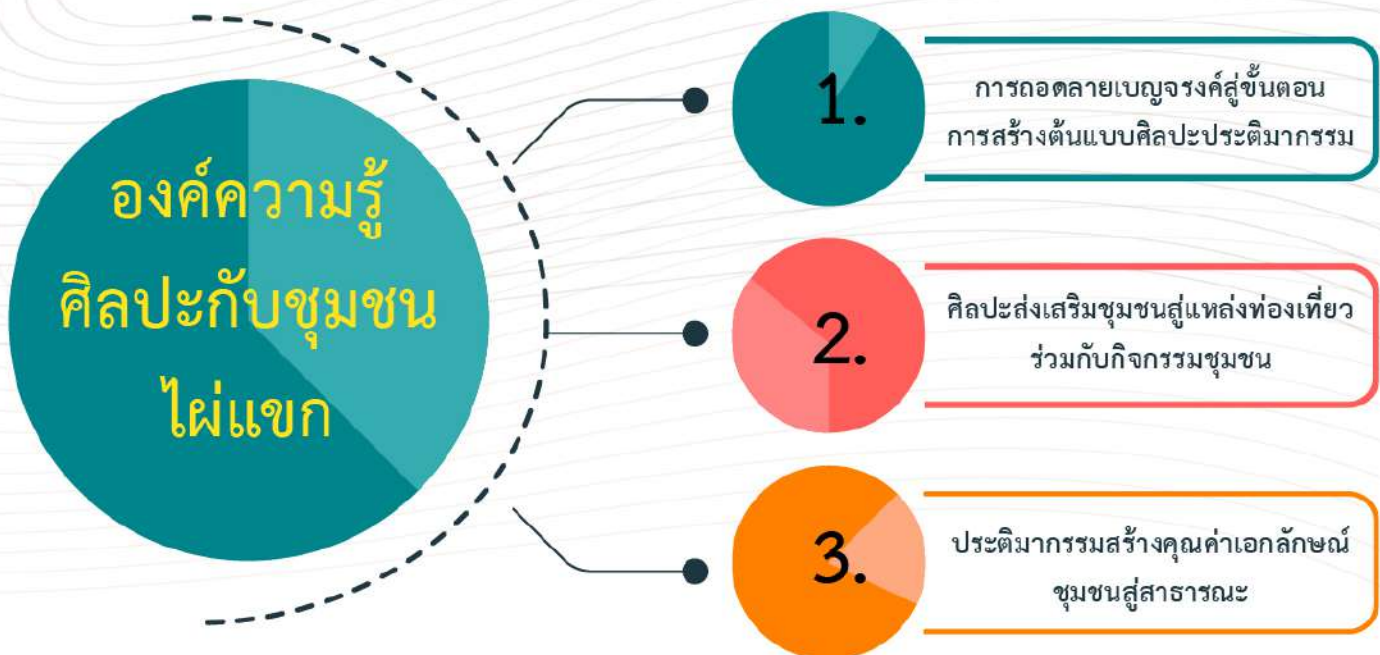 องค์ความรู้
ศิลปะกับชุมชน
ไผ่แขก
1.
การถอดลายเบญจรงค์สู่ขั้นตอน
การสร้างต้นแบบศิลปะประติมากรรม
2.
ศิลปะส่งเสริมชุมชนสู่แหล่งท่องเที่ยว
ร่วมกับกิจกรรมชุมชน
3.
ประติมากรรมสร้างคุณค่าเอกลักษณ์
ชุมชนสู่สาธารณะ